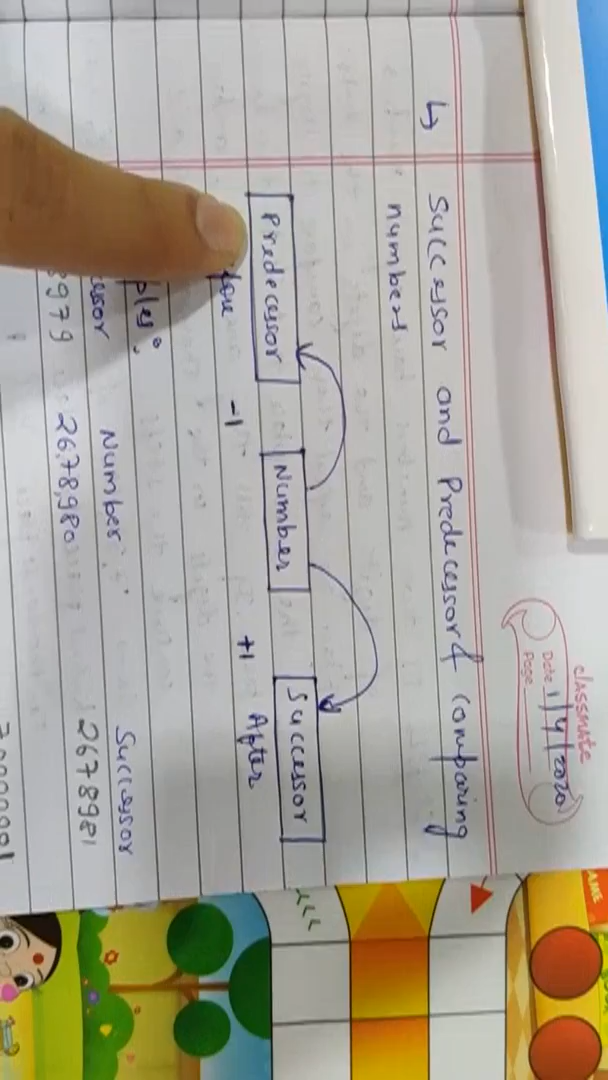 classmate
Date 1/4/2020
Page
↳ Successor and Predecessor & comparing
numbers
Predecessor Number Successor
-1 +1 After
Number Successor
8979 26,78,980 2678981